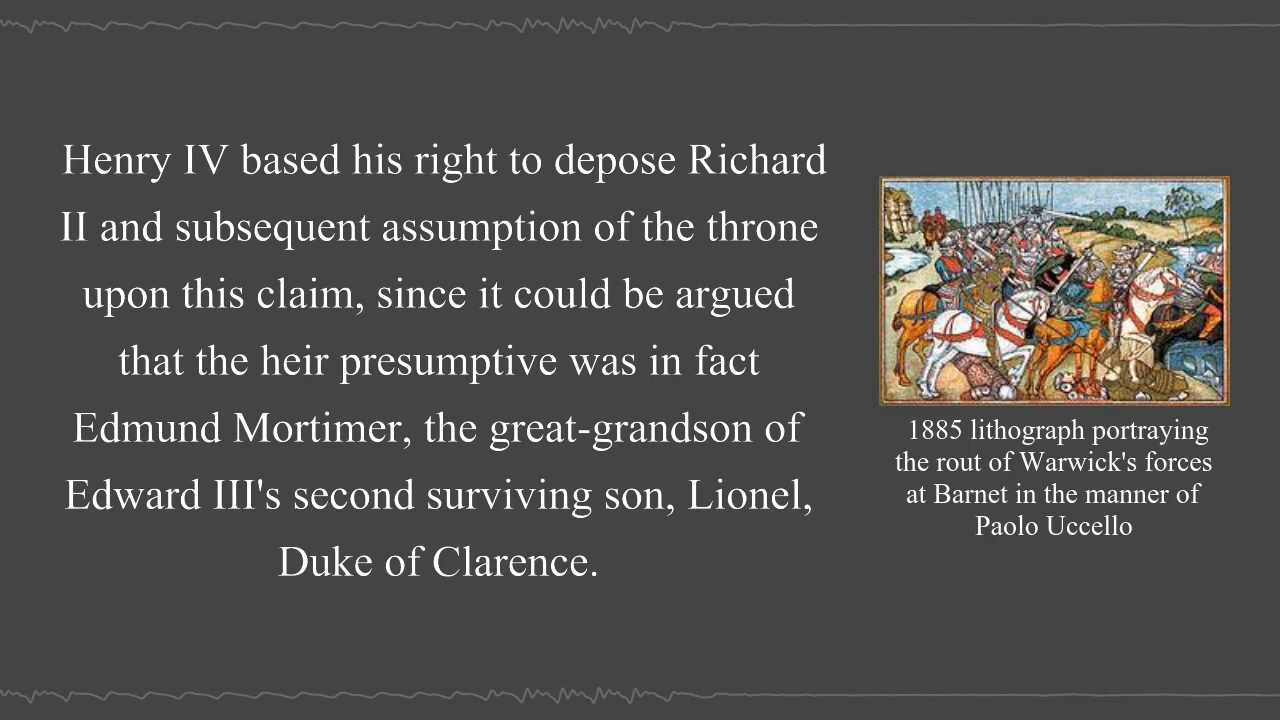 Henry IV based his right to depose Richard
II and subsequent assumption of the throne
upon this claim, since it could be argued
that the heir presumptive was in fact
Edmund Mortimer, the great-grandson of
Edward III's second surviving son, Lionel,
Duke of Clarence.
1885 lithograph portraying
the rout of Warwick's forces
at Barnet in the manner of
Paolo Uccello